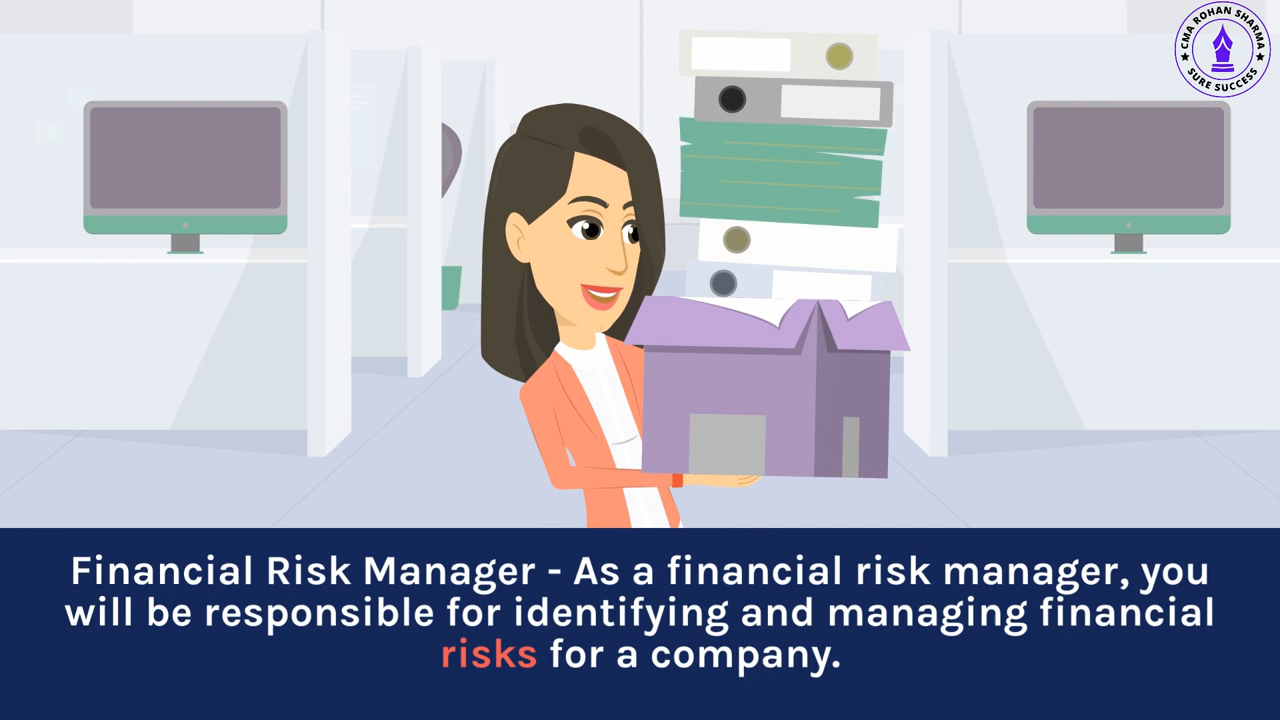 CMA ROHAN SHARMA
SURE SUCCESS
Financial Risk Manager - As a financial risk manager, you
will be responsible for identifying and managing financial
risks for a company.